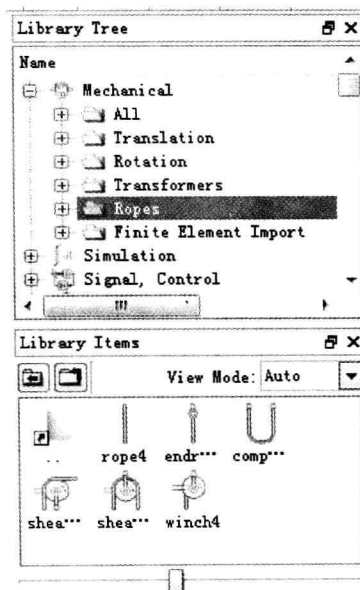 Library Tree
Name
Mechanical
All
Translation
Rotation
Transformers
Ropes
Finite Element Import
Simulation
Signal, Control
Library Items
View Mode: Auto
..
rope4 endr... comp...
shea... shea... winch4